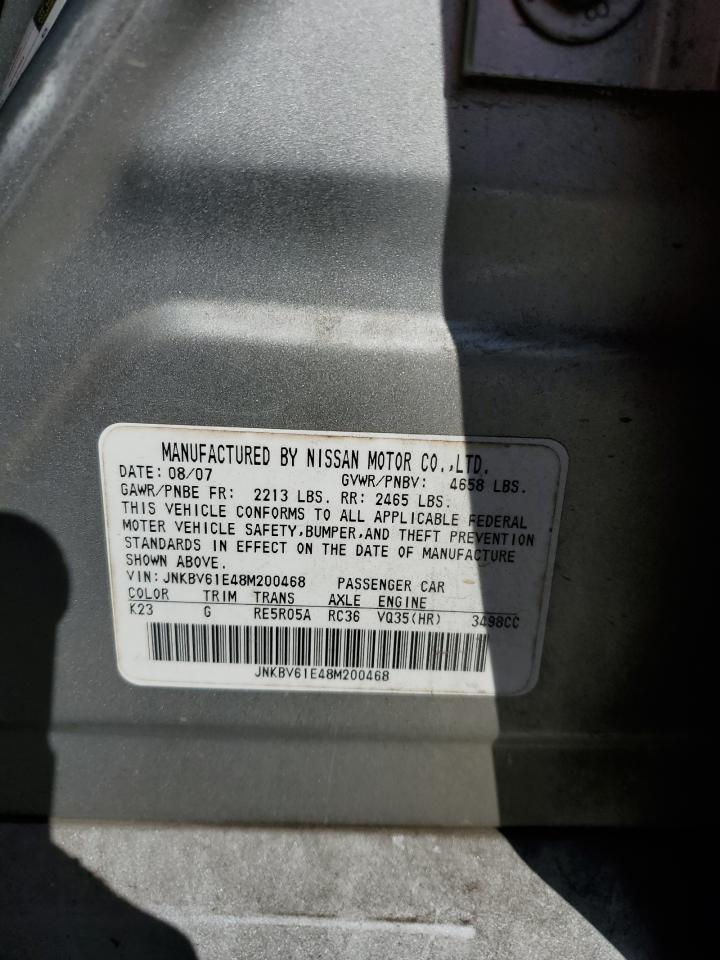 MANUFACTURED BY NISSAN MOTOR CO.,LTD.
DATE: 08/07 GVWR/PNBV: 4658 LBS.
GAWR/PNBE FR: 2213 LBS. RR: 2465 LBS.
THIS VEHICLE CONFORMS TO ALL APPLICABLE FEDERAL
MOTER VEHICLE SAFETY,BUMPER,AND THEFT PREVENTION
STANDARDS IN EFFECT ON THE DATE OF MANUFACTURE
SHOWN ABOVE.
VIN: JNKBV61E48M200468 PASSENGER CAR
COLOR TRIM TRANS AXLE ENGINE
K23 G RE5R05A RC36 VQ35(HR) 3498CC
JNKBV61E48M200468
8